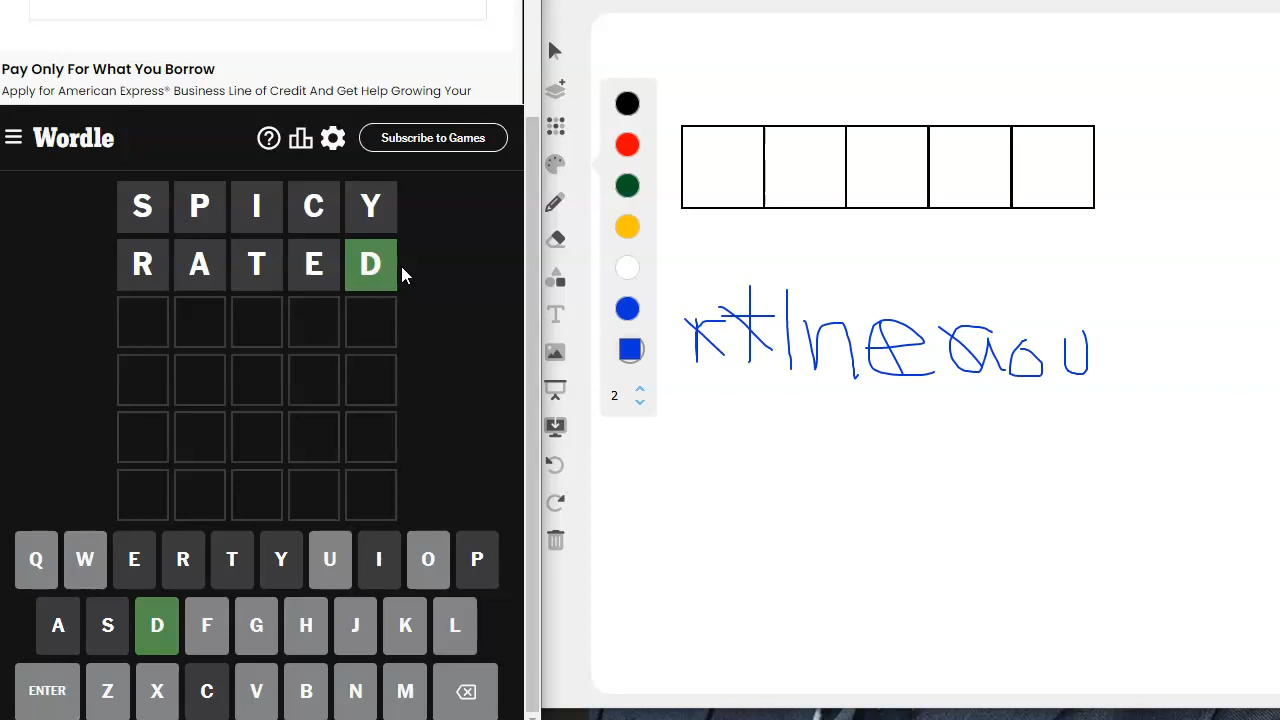 Pay Only For What You Borrow
Apply for American Express® Business Line of Credit And Get Help Growing Your
Wordle
Subscribe to Games
S P I C Y
R A T E D
Q W E R T Y U I O P
A S D F G H J K L
ENTER Z X C V B N M
2
r t l n e a o u